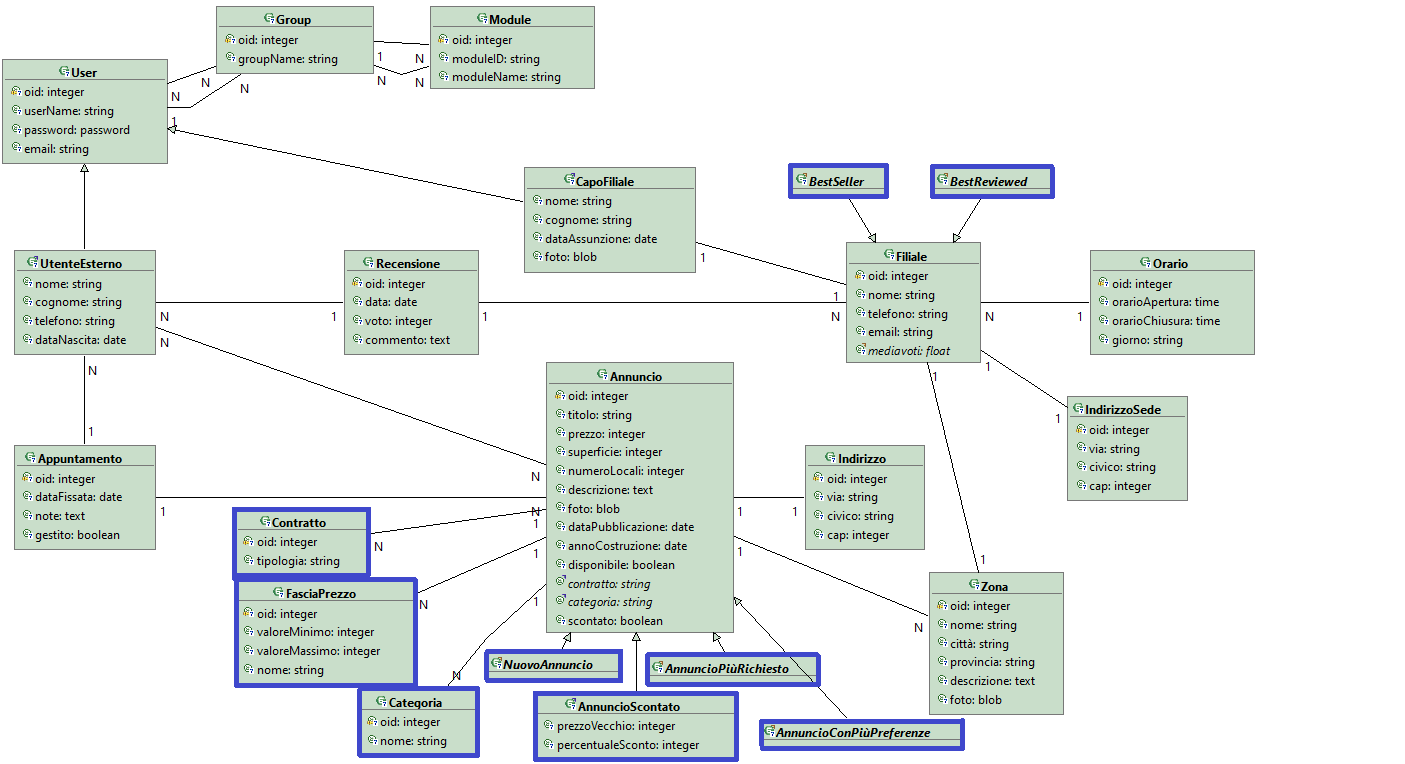 Group
oid: integer
groupName: string
Module
oid: integer
moduleID: string
moduleName: string
1
N
N
N
User
oid: integer
userName: string
password: password
email: string
N
N
N
1
CapoFiliale
nome: string
cognome: string
dataAssunzione: date
foto: blob
1
BestSeller
BestReviewed
UtenteEsterno
nome: string
cognome: string
telefono: string
dataNascita: date
N
N
N
Recensione
oid: integer
data: date
voto: integer
commento: text
1
1
Filiale
oid: integer
nome: string
telefono: string
email: string
mediavoti: float
1
N
N
1
1
Orario
oid: integer
orarioApertura: time
orarioChiusura: time
giorno: string
1
IndirizzoSede
oid: integer
via: string
civico: string
cap: integer
1
Annuncio
oid: integer
titolo: string
prezzo: integer
superficie: integer
numeroLocali: integer
descrizione: text
foto: blob
dataPubblicazione: date
annoCostruzione: date
disponibile: boolean
contratto: string
categoria: string
scontato: boolean
N
N
1
1
1
1
1
Appuntamento
oid: integer
dataFissata: date
note: text
gestito: boolean
1
1
Indirizzo
oid: integer
via: string
civico: string
cap: integer
1
Contratto
oid: integer
tipologia: string
N
FasciaPrezzo
oid: integer
valoreMinimo: integer
valoreMassimo: integer
nome: string
N
Categoria
oid: integer
nome: string
N
Zona
oid: integer
nome: string
città: string
provincia: string
descrizione: text
foto: blob
1
N
NuovoAnnuncio
AnnuncioPiùRichiesto
AnnuncioScontato
prezzoVecchio: integer
percentualeSconto: integer
AnnuncioConPiùPreferenze